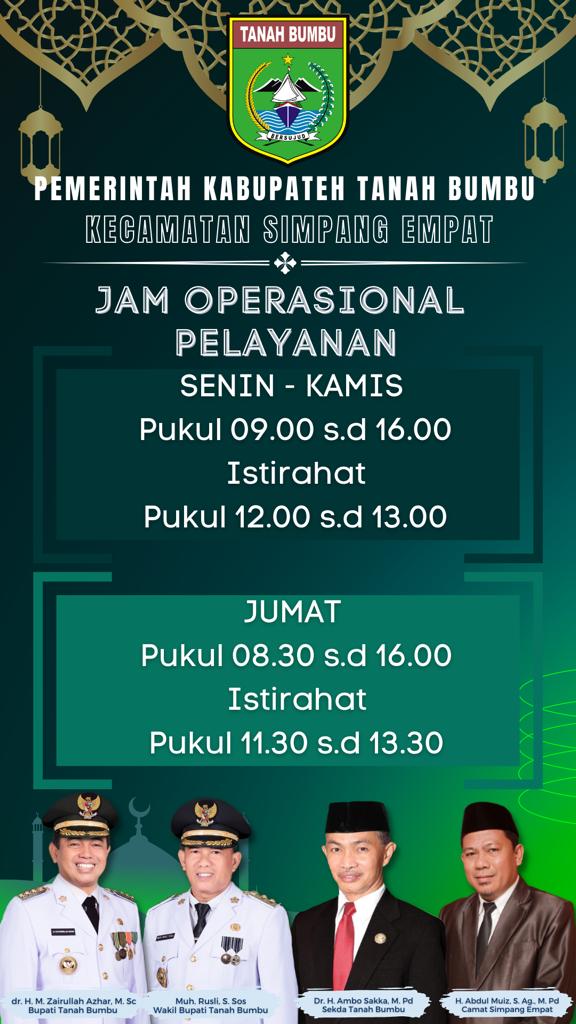 TANAH BUMBU
BERSUJUD
PEMERINTAH KABUPATEH TANAH BUMBU
KECAMATAN SIMPANG EMPAT
JAM OPERASIONAL
PELAYANAN
SENIN - KAMIS
Pukul 09.00 s.d 16.00
Istirahat
Pukul 12.00 s.d 13.00
JUMAT
Pukul 08.30 s.d 16.00
Istirahat
Pukul 11.30 s.d 13.30
dr. H. M. Zairullah Azhar, M. Sc
Bupati Tanah Bumbu
Muh. Rusli, S. Sos
Wakil Bupati Tanah Bumbu
Dr. H. Ambo Sakka, M. Pd
Sekda Tanah Bumbu
H. Abdul Muiz, S. Ag., M. Pd
Camat Simpang Empat